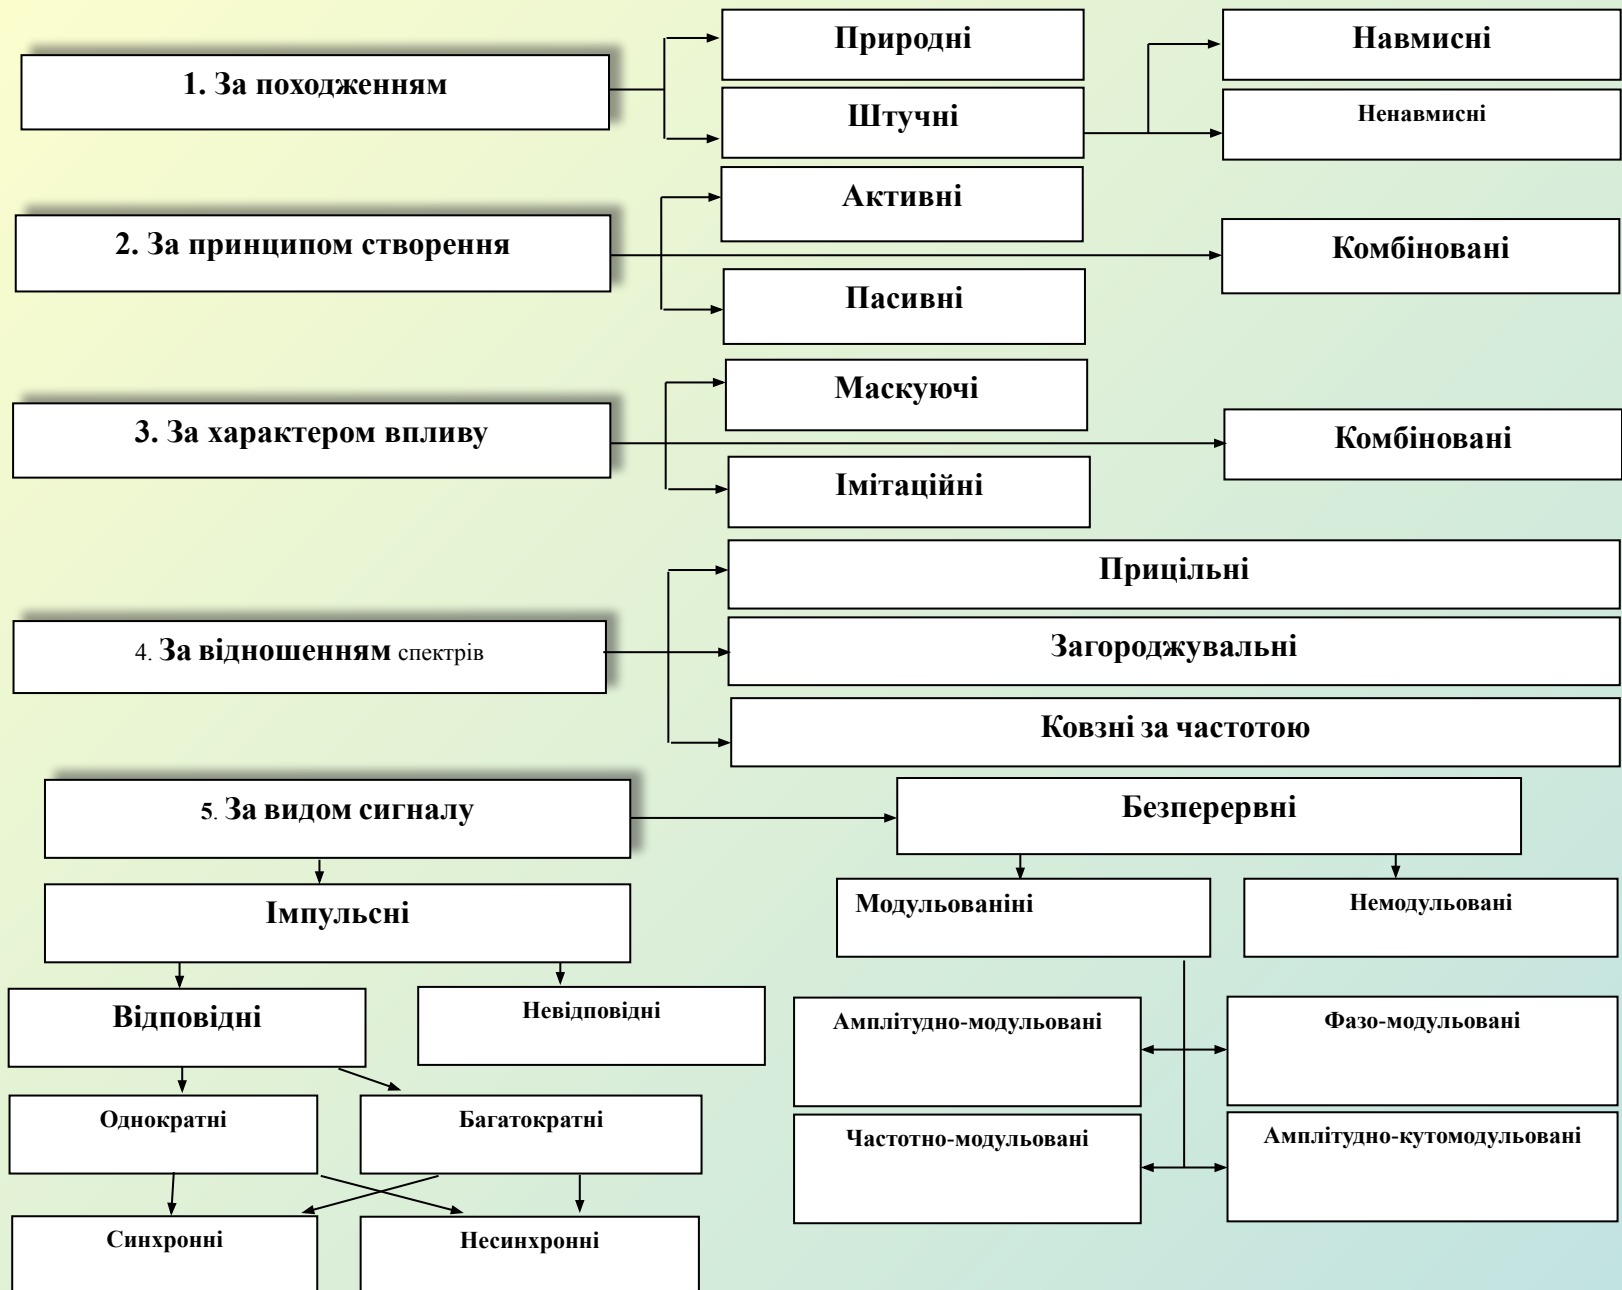 1. За походженням
Природні
Штучні
Навмисні
Ненавмисні
2. За принципом створення
Активні
Пасивні
Комбіновані
3. За характером впливу
Маскуючі
Імітаційні
Комбіновані
4. За відношенням спектрів
Прицільні
Загороджувальні
Ковзні за частотою
5. За видом сигналу
Безперервні
Імпульсні
Модульованіні
Немодульовані
Відповідні
Невідповідні
Амплітудно-модульовані
Фазо-модульовані
Однократні
Багатократні
Частотно-модульовані
Амплітудно-кутомодульовані
Синхронні
Несинхронні